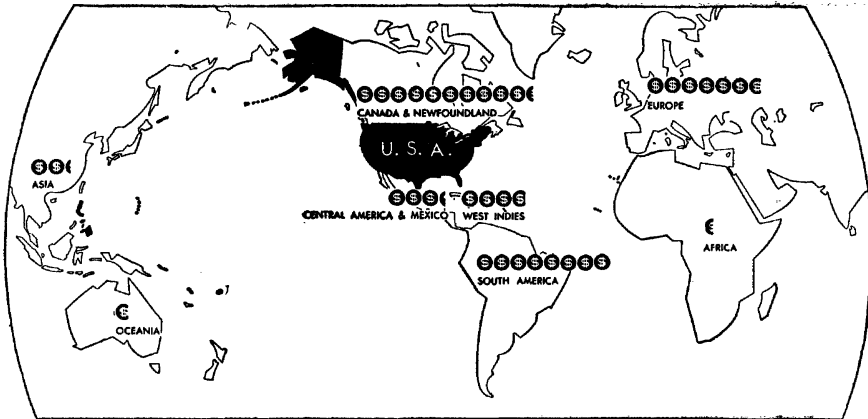 CANADA & NEWFOUNDLAND
EUROPE
U. S. A.
ASIA
CENTRAL AMERICA & MEXICO
WEST INDIES
AFRICA
SOUTH AMERICA
OCEANIA